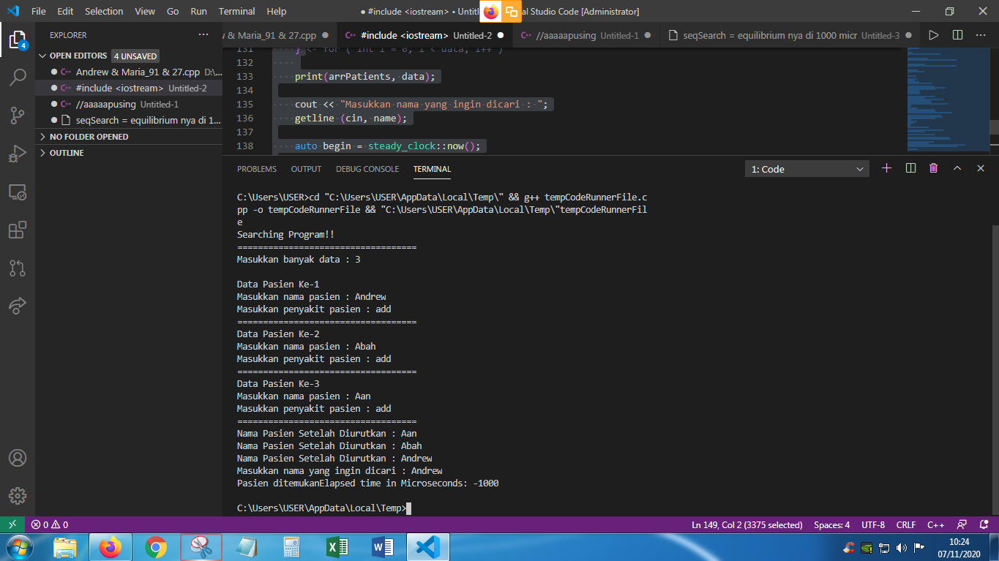 File Edit Selection View Go Run Terminal Help
● #include <iostream> • Untitl
al Studio Code [Administrator]
EXPLORER
OPEN EDITORS 4 UNSAVED
Andrew & Maria_91 & 27.cpp D:\...
#include <iostream> Untitled-2
//aaaaapusing Untitled-1
seqSearch = equilibrium nya di 1...
NO FOLDER OPENED
OUTLINE
4
w & Maria_91 & 27.cpp
#include <iostream> Untitled-2
//aaaaapusing Untitled-1
seqSearch = equilibrium nya di 1000 micr Untitled-3
131 } <- for ( int i = 0; i < data; i++ )
132
133 print(arrPatients, data);
134
135 cout << "Masukkan nama yang ingin dicari : ";
136 getline (cin, name);
137
138 auto begin = steady_clock::now();
PROBLEMS OUTPUT DEBUG CONSOLE TERMINAL
1: Code
C:\Users\USER>cd "C:\Users\USER\AppData\Local\Temp\" && g++ tempCodeRunnerFile.c
pp -o tempCodeRunnerFile && "C:\Users\USER\AppData\Local\Temp\"tempCodeRunnerFil
e
Searching Program!!
===================================
Masukkan banyak data : 3
Data Pasien Ke-1
Masukkan nama pasien : Andrew
Masukkan penyakit pasien : add
===================================
Data Pasien Ke-2
Masukkan nama pasien : Abah
Masukkan penyakit pasien : add
===================================
Data Pasien Ke-3
Masukkan nama pasien : Aan
Masukkan penyakit pasien : add
===================================
Nama Pasien Setelah Diurutkan : Aan
Nama Pasien Setelah Diurutkan : Abah
Nama Pasien Setelah Diurutkan : Andrew
Masukkan nama yang ingin dicari : Andrew
Pasien ditemukanElapsed time in Microseconds: -1000
C:\Users\USER\AppData\Local\Temp>
0 0
Ln 149, Col 2 (3375 selected) Spaces: 4 UTF-8 CRLF C++
10:24
07/11/2020